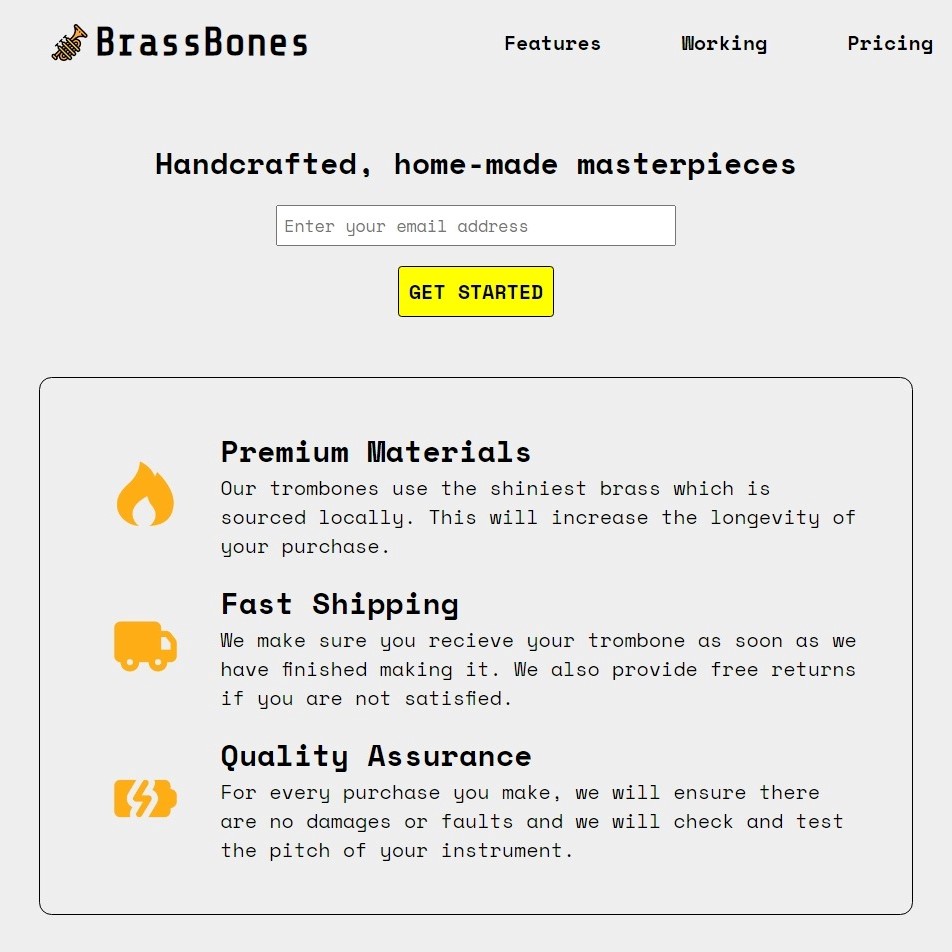 BrassBones
Features Working Pricing
Handcrafted, home-made masterpieces
Enter your email address
GET STARTED
Premium Materials
Our trombones use the shiniest brass which is
sourced locally. This will increase the longevity of
your purchase.
Fast Shipping
We make sure you recieve your trombone as soon as we
have finished making it. We also provide free returns
if you are not satisfied.
Quality Assurance
For every purchase you make, we will ensure there
are no damages or faults and we will check and test
the pitch of your instrument.